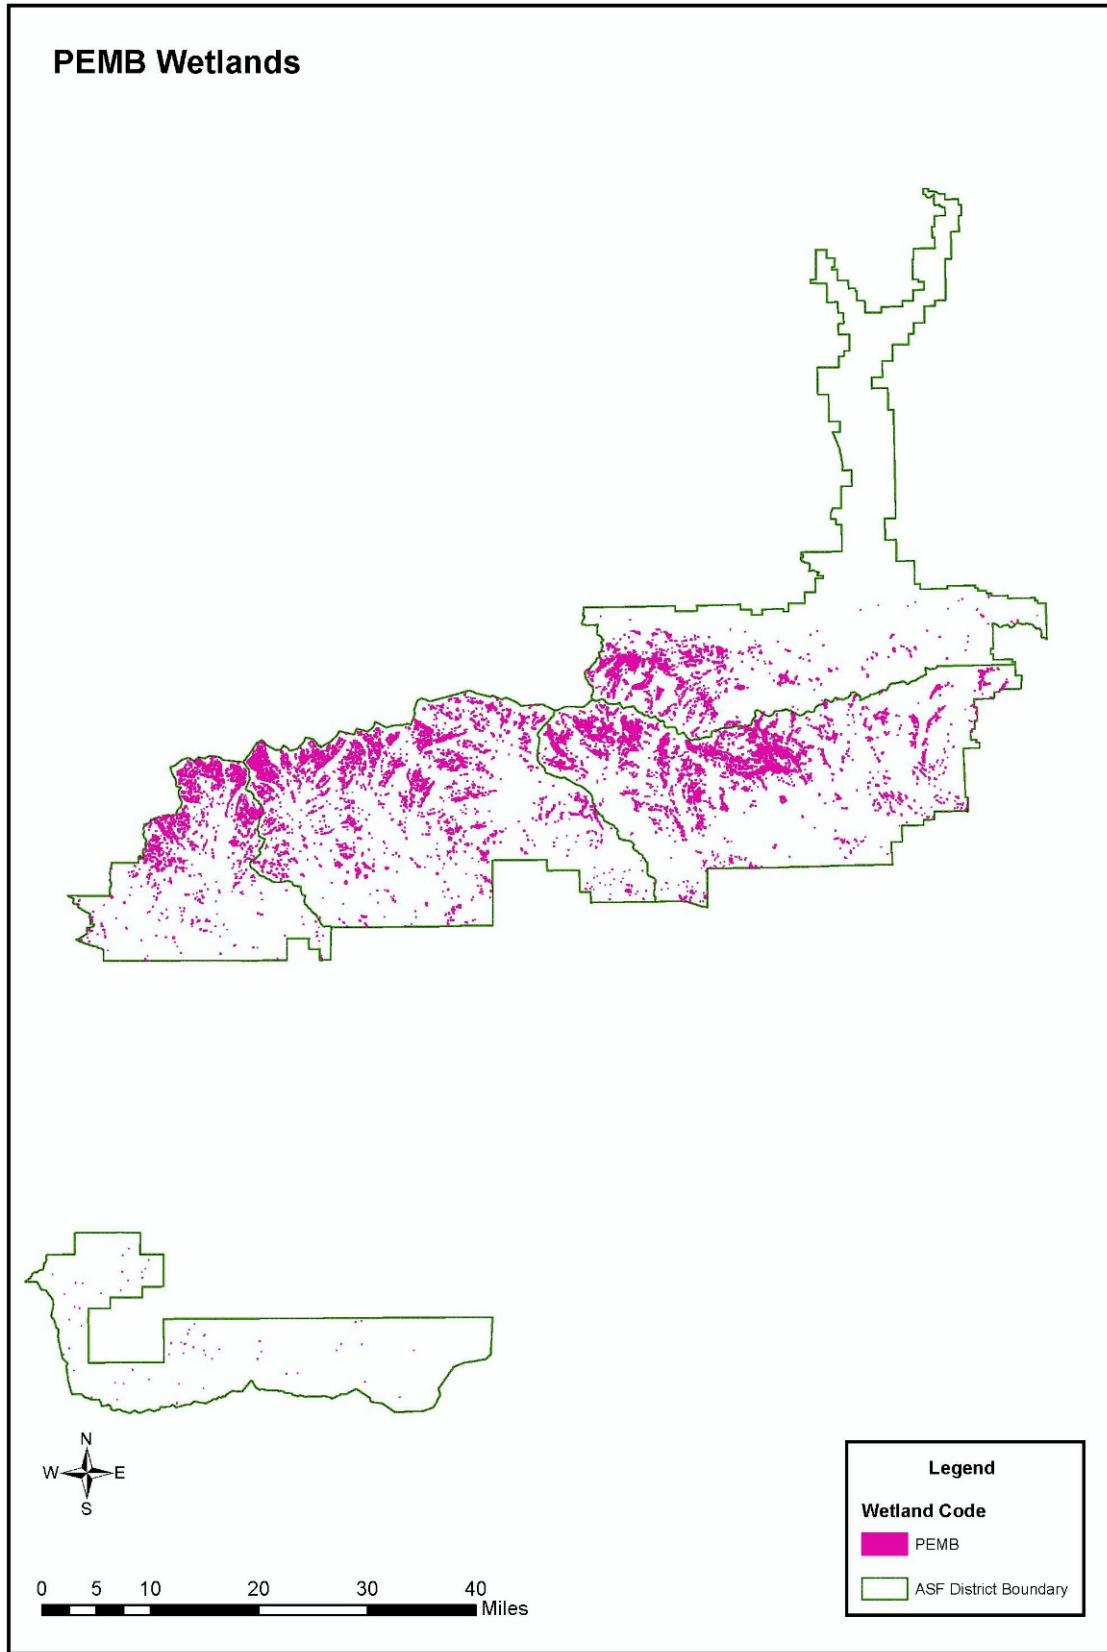 PEMB Wetlands
N
W E
S
0 5 10 20 30 40
Miles
Legend
Wetland Code
PEMB
ASF District Boundary